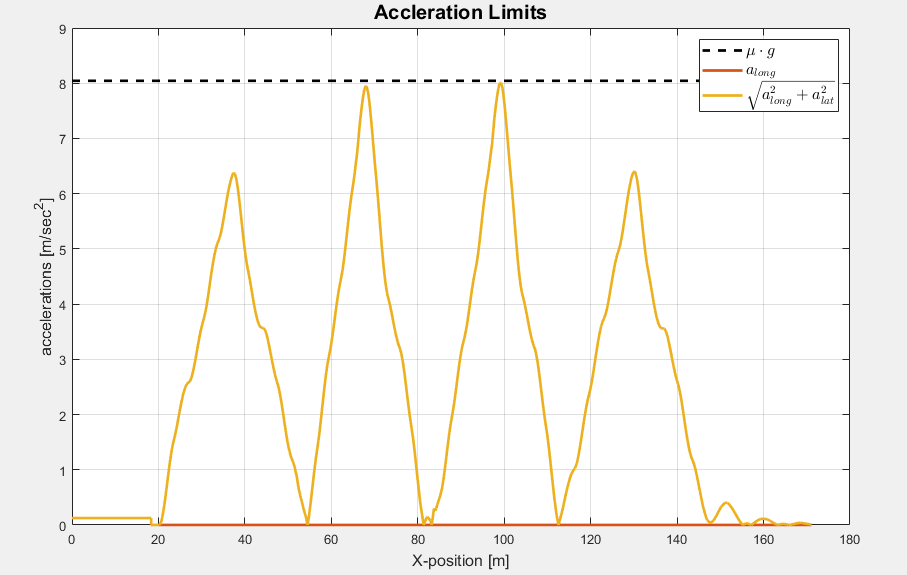 Accleration Limits
9
8
7
6
5
4
3
2
1
0
accelerations [m/sec²]
μ · g
a_long
√(a²_long + a²_lat)
0 20 40 60 80 100 120 140 160 180
X-position [m]